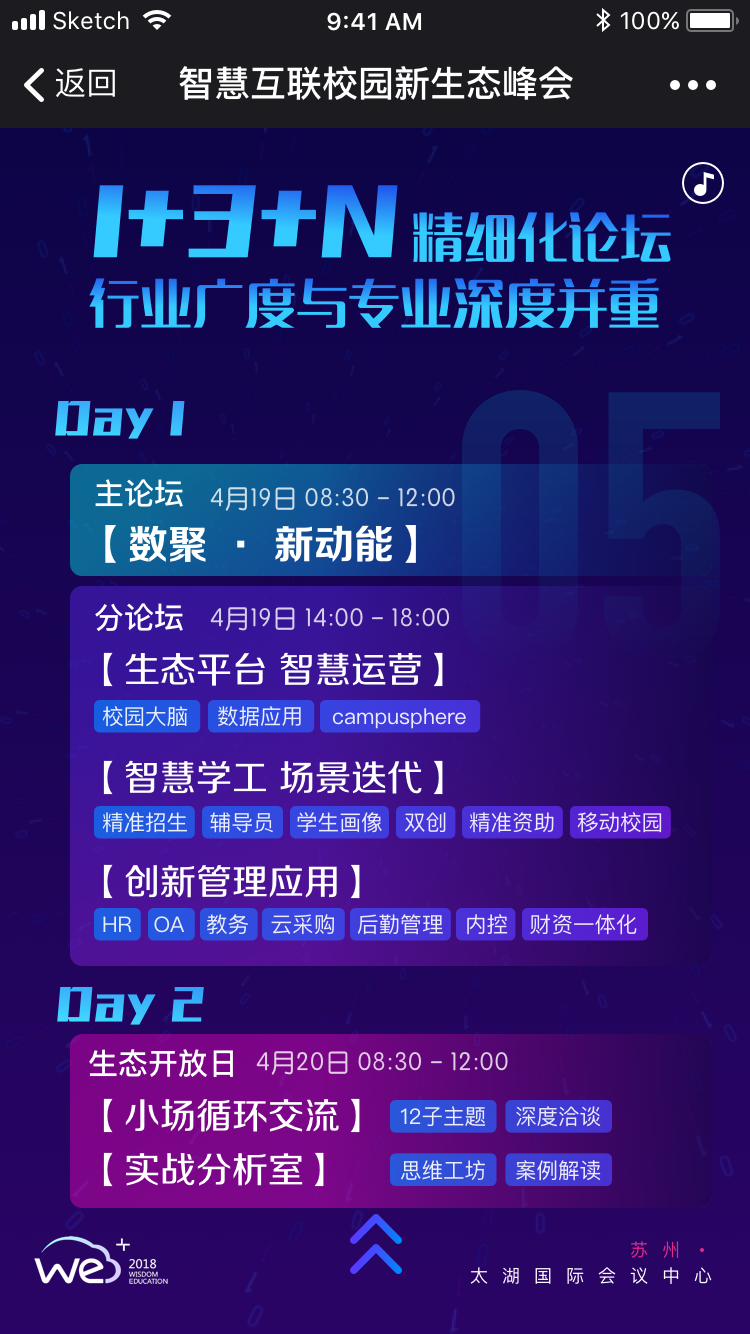 Sketch 9:41 AM 100%
返回 智慧互联校园新生态峰会
1+3+N 精细化论坛
行业广度与专业深度并重
05
Day 1
主论坛 4月19日 08:30 – 12:00
【 数聚 · 新动能 】
分论坛 4月19日 14:00 – 18:00
【 生态平台 智慧运营 】
校园大脑 数据应用 campusphere
【 智慧学工 场景迭代 】
精准招生 辅导员 学生画像 双创 精准资助 移动校园
【 创新管理应用 】
HR OA 教务 云采购 后勤管理 内控 财资一体化
Day 2
生态开放日 4月20日 08:30 – 12:00
【 小场循环交流 】 12子主题 深度洽谈
【 实战分析室 】 思维工坊 案例解读
we+ 2018
WISDOM
EDUCATION
苏州·
太湖国际会议中心